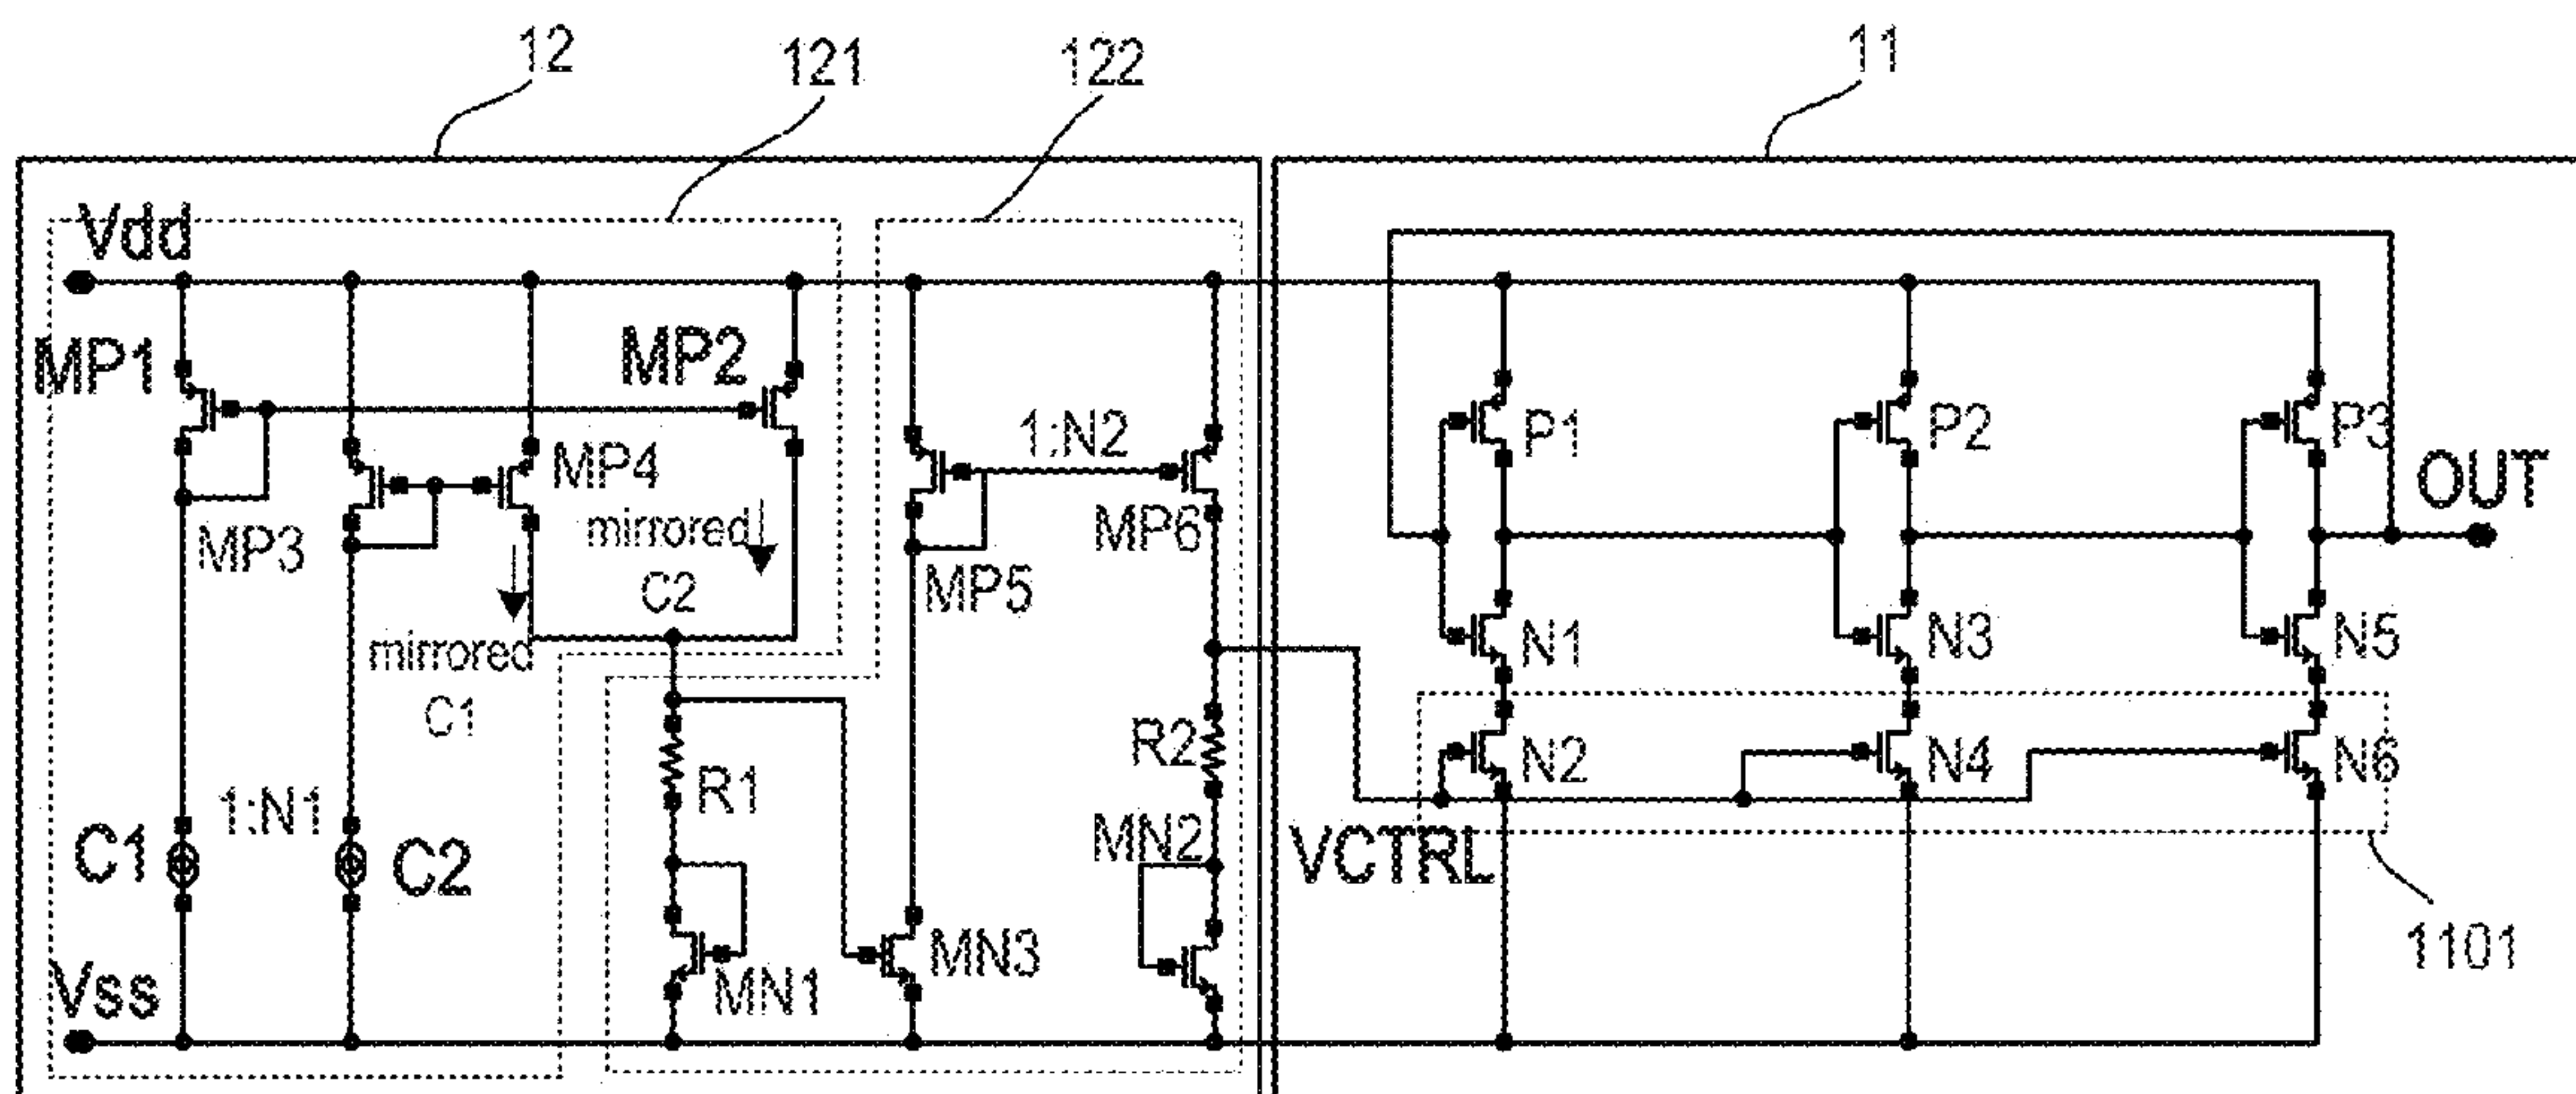 12
121
122
11
Vdd
MP1
MP2
MP4
1:N2
P1
P2
P3
OUT
MP3
mirrored
C2
MP5
MP6
mirrored
C1
N1
N3
N5
R1
R2
N2
N4
N6
1:N1
C1
C2
MN2
VCTRL
MN1
MN3
1101
Vss